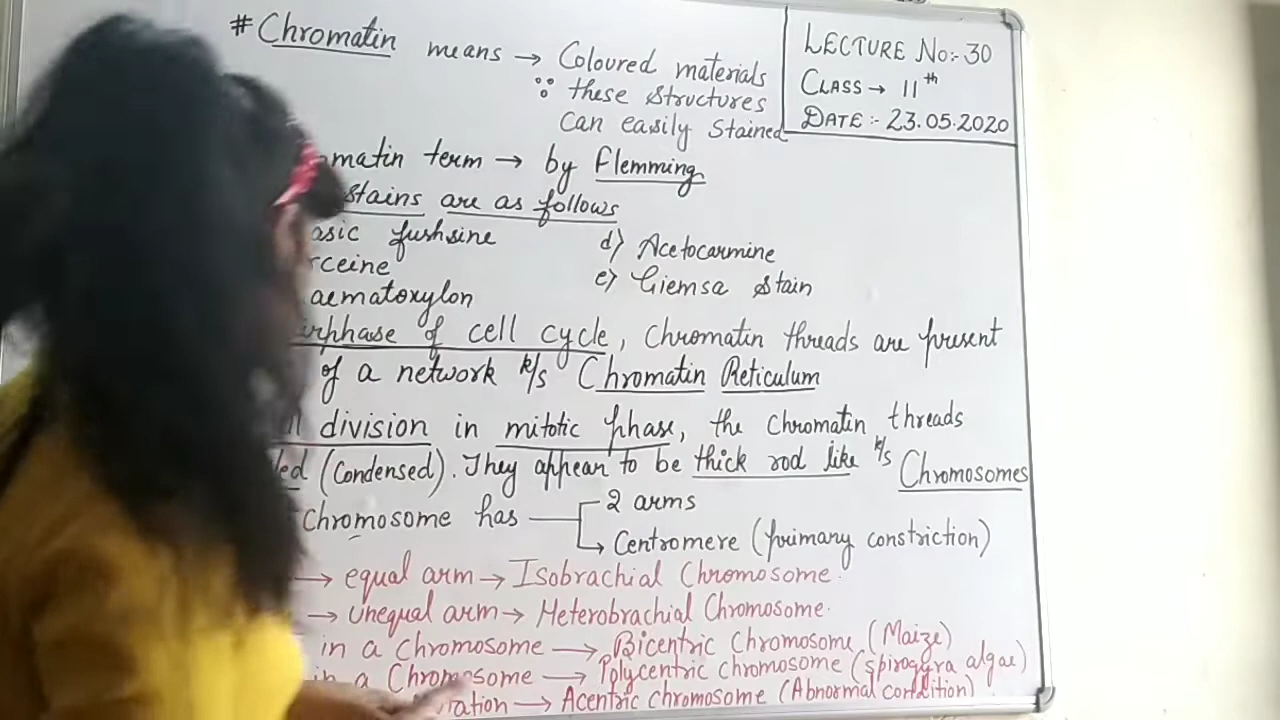 # Chromatin means → Coloured materials
∵ these structures
can easily stained
LECTURE No:- 30
CLASS → 11th
DATE :- 23.05.2020
matin term → by Flemming
stains are as follows
asic fushsine
d) Acetocarmine
rceine
e) Giemsa stain
aematoxylon
rphase of cell cycle, chromatin threads are present
of a network k/s Chromatin Reticulum
division in mitotic phase, the chromatin threads
ed (Condensed). They appear to be thick rod like k/s Chromosomes
Chromosome has
2 arms
→ Centromere (primary constriction)
→ equal arm → Isobrachial Chromosome.
→ unequal arm → Heterobrachial Chromosome.
in a chromosome → Bicentric Chromosome (Maize)
in a Chromosome → Polycentric chromosome (spirogyra algae)
→ Acentric chromosome (Abnormal condition)